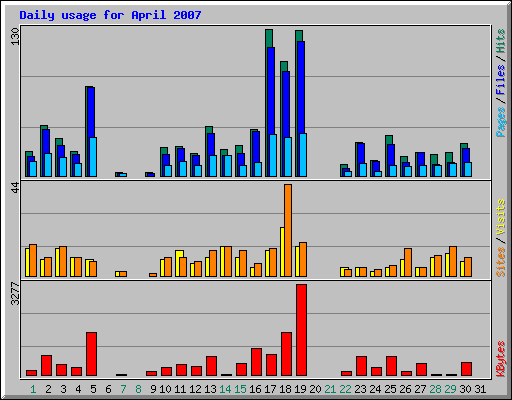 Daily usage for April 2007
130
Pages / Files / Hits
44
Sites / Visits
3277
KBytes
1 2 3 4 5 6 7 8 9 10 11 12 13 14 15 16 17 18 19 20 21 22 23 24 25 26 27 28 29 30 31